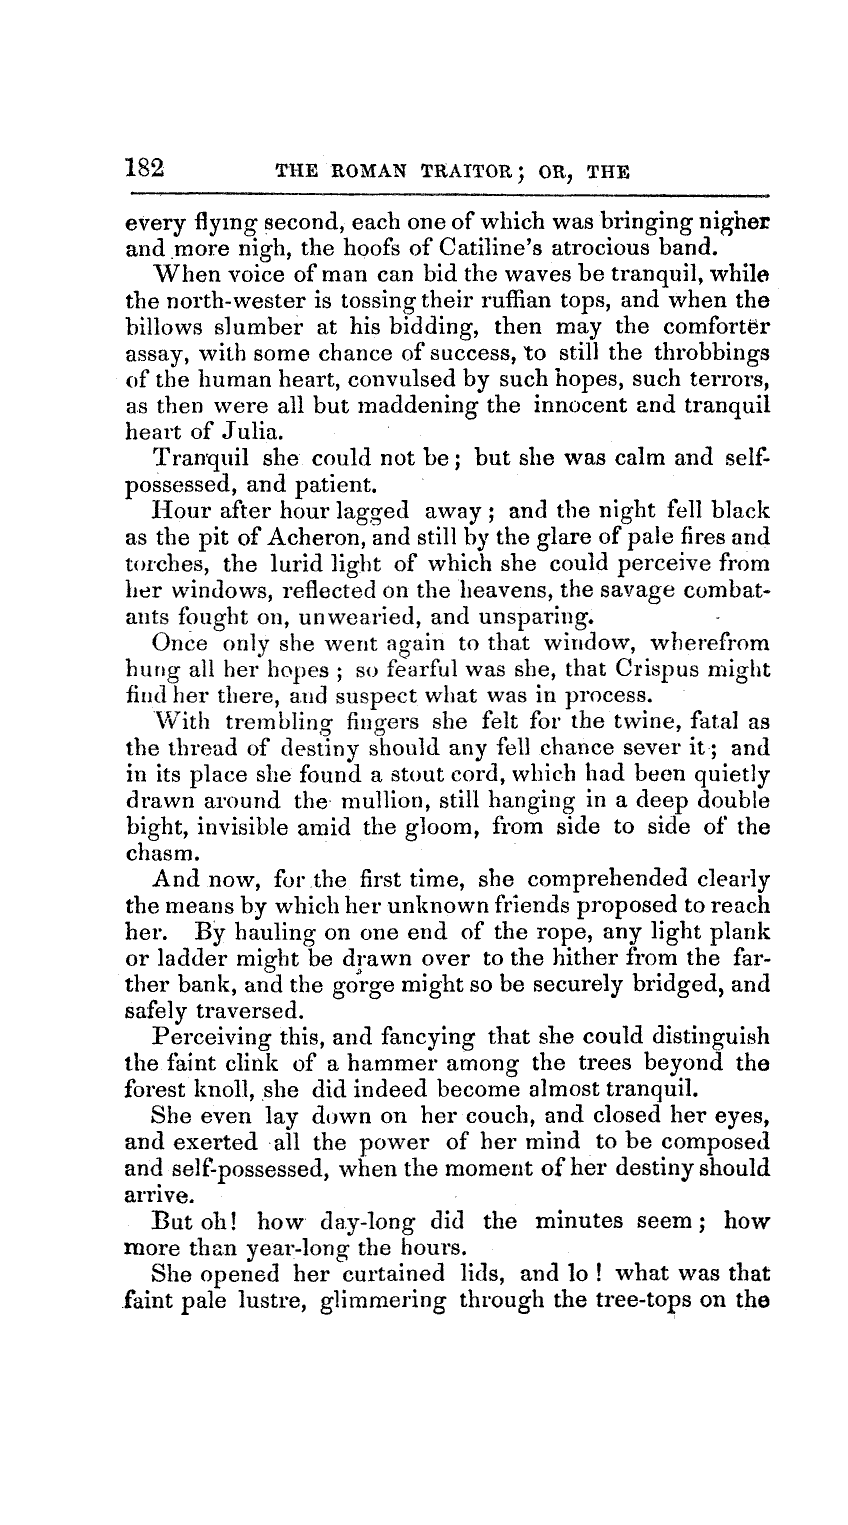 182 THE ROMAN TRAITOR; OR, THE
every flying second, each one of which was bringing nigher
and more nigh, the hoofs of Catiline's atrocious band.
When voice of man can bid the waves be tranquil, while
the north-wester is tossing their ruffian tops, and when the
billows slumber at his bidding, then may the comforter
assay, with some chance of success, to still the throbbings
of the human heart, convulsed by such hopes, such terrors,
as then were all but maddening the innocent and tranquil
heart of Julia.
Tranquil she could not be; but she was calm and self-
possessed, and patient.
Hour after hour lagged away; and the night fell black
as the pit of Acheron, and still by the glare of pale fires and
torches, the lurid light of which she could perceive from
her windows, reflected on the heavens, the savage combat-
ants fought on, unwearied, and unsparing.
Once only she went again to that window, wherefrom
hung all her hopes; so fearful was she, that Crispus might
find her there, and suspect what was in process.
With trembling fingers she felt for the twine, fatal as
the thread of destiny should any fell chance sever it; and
in its place she found a stout cord, which had been quietly
drawn around the mullion, still hanging in a deep double
bight, invisible amid the gloom, from side to side of the
chasm.
And now, for the first time, she comprehended clearly
the means by which her unknown friends proposed to reach
her. By hauling on one end of the rope, any light plank
or ladder might be drawn over to the hither from the far-
ther bank, and the gorge might so be securely bridged, and
safely traversed.
Perceiving this, and fancying that she could distinguish
the faint clink of a hammer among the trees beyond the
forest knoll, she did indeed become almost tranquil.
She even lay down on her couch, and closed her eyes,
and exerted all the power of her mind to be composed
and self-possessed, when the moment of her destiny should
arrive.
But oh! how day-long did the minutes seem; how
more than year-long the hours.
She opened her curtained lids, and lo! what was that
faint pale lustre, glimmering through the tree-tops on the